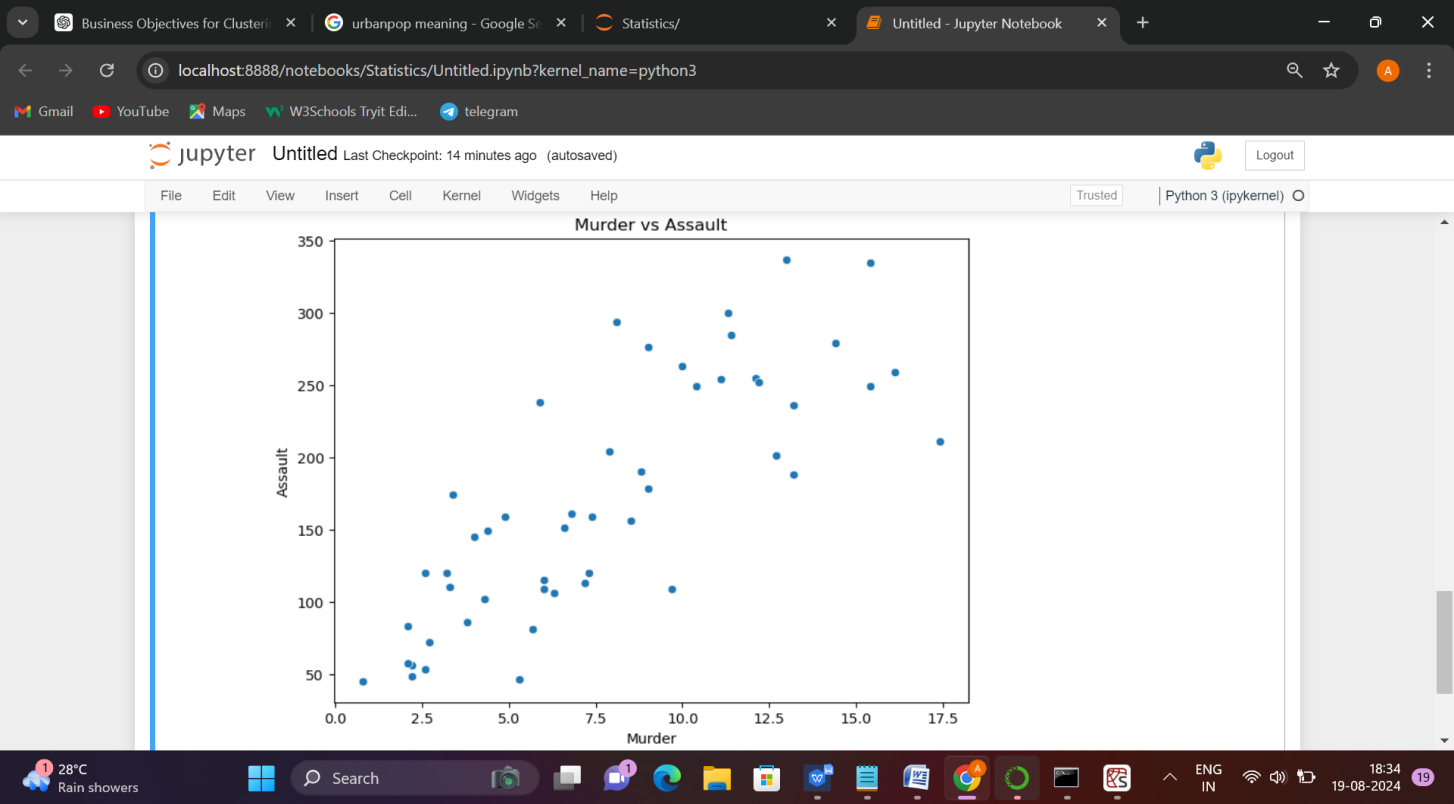 Business Objectives for Clusteri
urbanpop meaning - Google Se
Statistics/
Untitled - Jupyter Notebook
localhost:8888/notebooks/Statistics/Untitled.ipynb?kernel_name=python3
A
Gmail
YouTube
Maps
W3Schools Tryit Edi...
telegram
jupyter
Untitled Last Checkpoint: 14 minutes ago (autosaved)
Logout
File Edit View Insert Cell Kernel Widgets Help
Trusted
Python 3 (ipykernel)
Murder vs Assault
350
300
250
200
150
100
50
Assault
0.0 2.5 5.0 7.5 10.0 12.5 15.0 17.5
Murder
1
28°C
Rain showers
Search
1
A
ENG
IN
18:34
19-08-2024
19